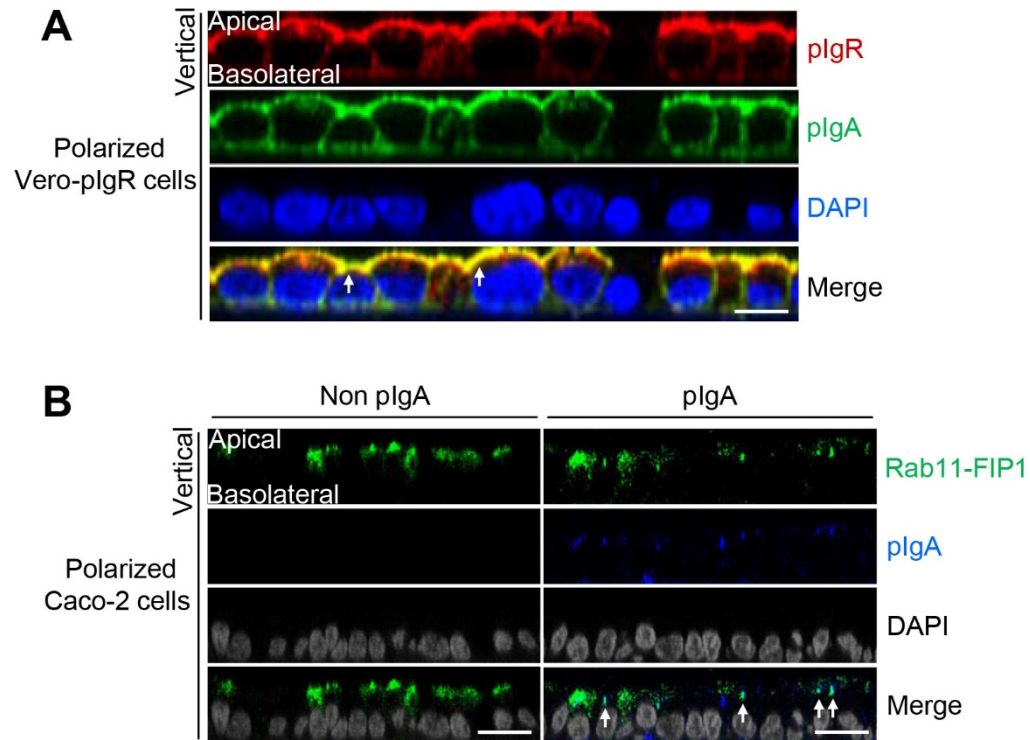 A
Vertical
Apical
Basolateral
pIgR
pIgA
DAPI
Merge
Polarized
Vero-pIgR cells
B
Non pIgA
pIgA
Vertical
Apical
Basolateral
Rab11-FIP1
pIgA
DAPI
Merge
Polarized
Caco-2 cells